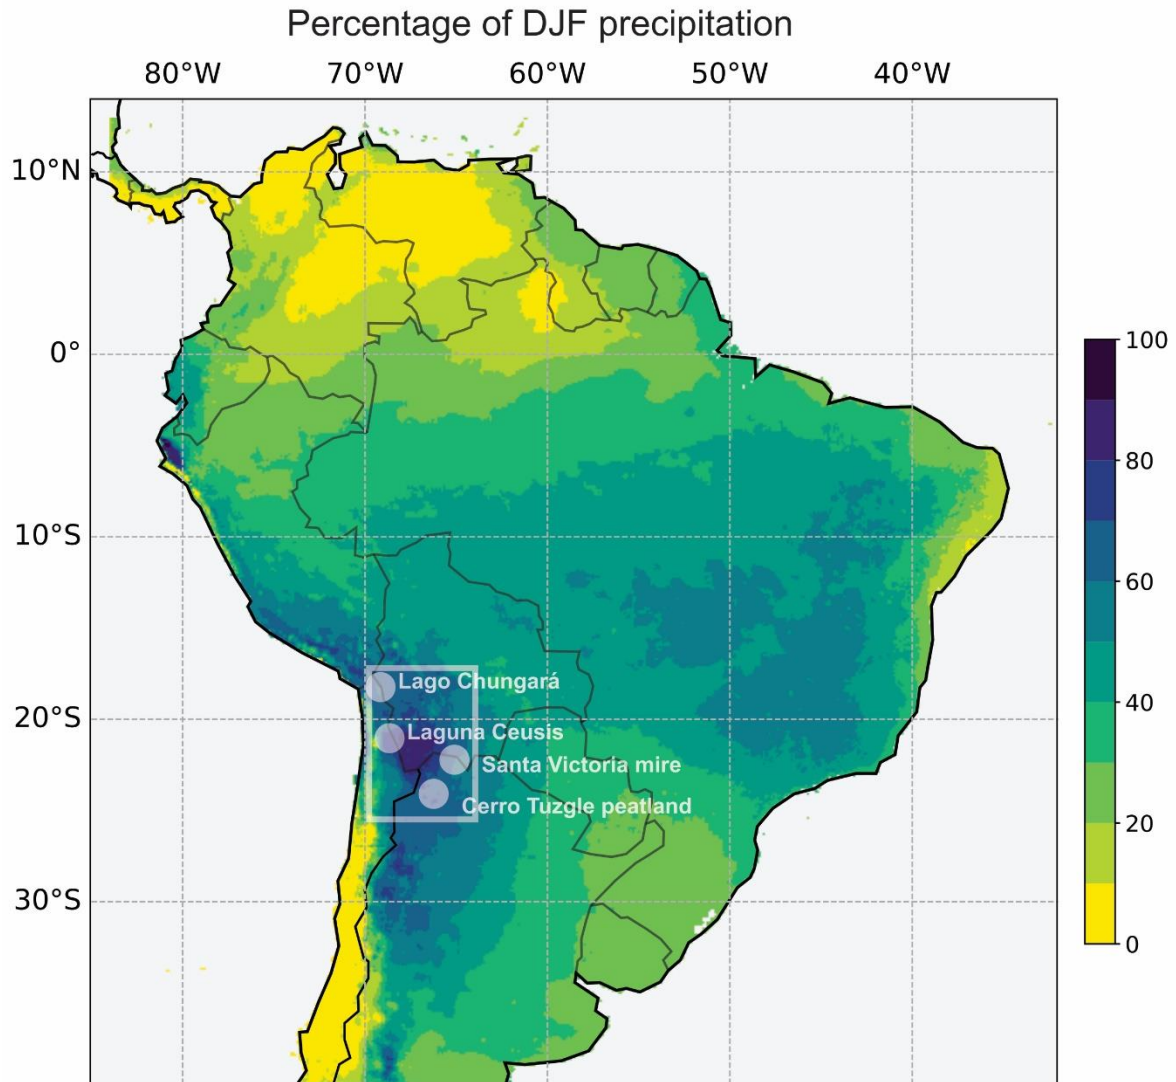 Percentage of DJF precipitation
80°W 70°W 60°W 50°W 40°W
10°N
0°
10°S
20°S
30°S
Lago Chungará
Laguna Ceusis
Santa Victoria mire
Cerro Tuzgle peatland
100
80
60
40
20
0